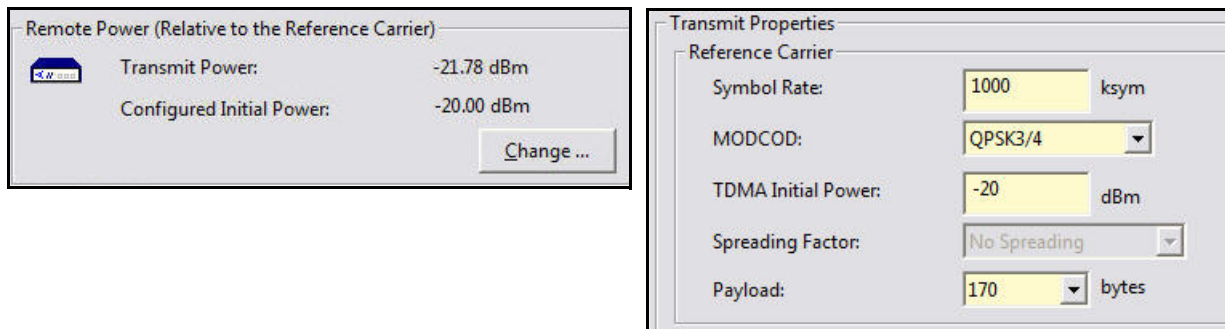 Remote Power (Relative to the Reference Carrier)
Transmit Power: -21.78 dBm
Configured Initial Power: -20.00 dBm
Change ...
Transmit Properties
Reference Carrier
Symbol Rate: 1000 ksym
MODCOD: QPSK3/4
TDMA Initial Power: -20 dBm
Spreading Factor: No Spreading
Payload: 170 bytes